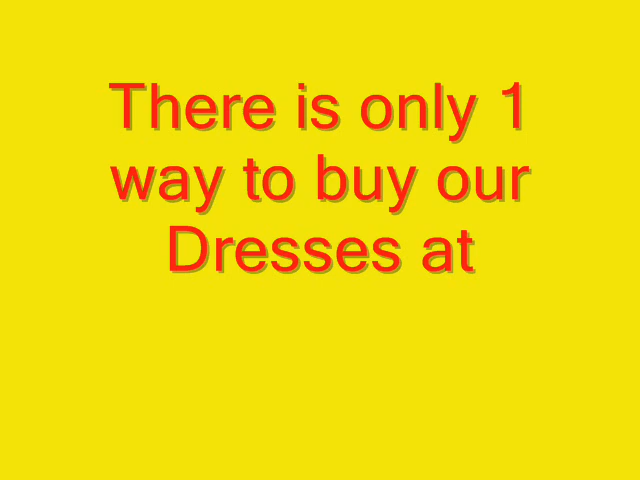 There is only 1
way to buy our
Dresses at